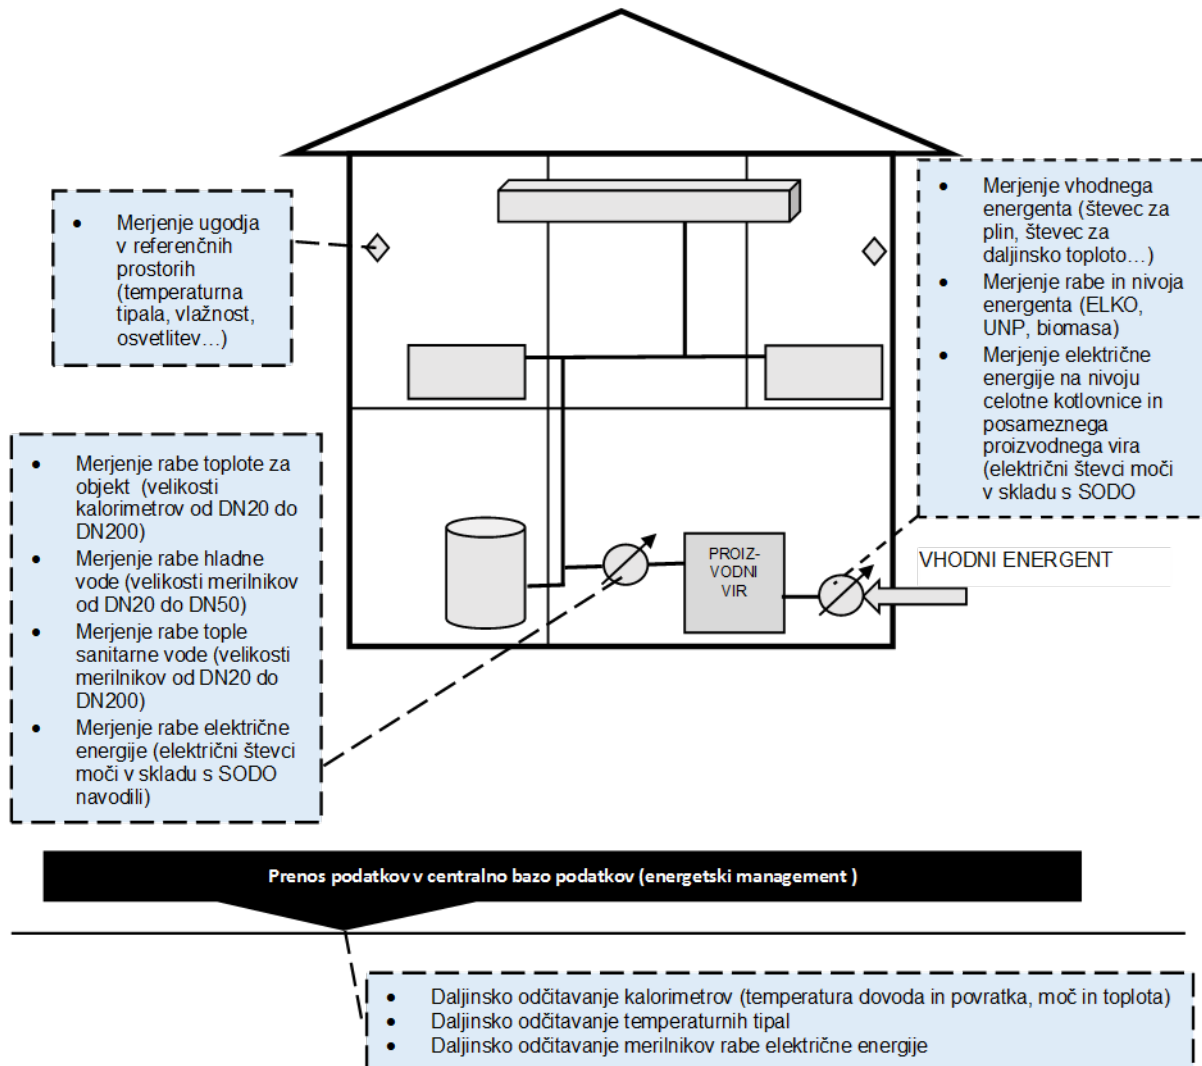 • Merjenje ugodja
v referenčnih
prostorih
(temperaturna
tipala, vlažnost,
osvetlitev…)
• Merjenje vhodnega
energenta (števec za
plin, števec za
daljinsko toploto…)
• Merjenje rabe in nivoja
energenta (ELKO,
UNP, biomasa)
• Merjenje električne
energije na nivoju
celotne kotlovnice in
posameznega
proizvodnega vira
(električni števci moči
v skladu s SODO
• Merjenje rabe toplote za
objekt (velikosti
kalorimetrov od DN20 do
DN200)
• Merjenje rabe hladne
vode (velikosti merilnikov
od DN20 do DN50)
• Merjenje rabe tople
sanitarne vode (velikosti
merilnikov od DN20 do
DN200)
• Merjenje rabe električne
energije (električni števci
moči v skladu s SODO
navodili)
PROIZ-
VODNI
VIR
VHODNI ENERGENT
Prenos podatkov v centralno bazo podatkov (energetski management )
• Daljinsko odčitavanje kalorimetrov (temperatura dovoda in povratka, moč in toplota)
• Daljinsko odčitavanje temperaturnih tipal
• Daljinsko odčitavanje merilnikov rabe električne energije